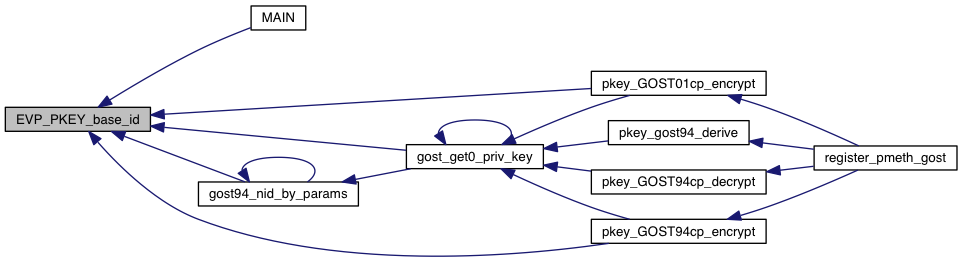 MAIN
EVP_PKEY_base_id
pkey_GOST01cp_encrypt
pkey_gost94_derive
gost_get0_priv_key
register_pmeth_gost
gost94_nid_by_params
pkey_GOST94cp_decrypt
pkey_GOST94cp_encrypt